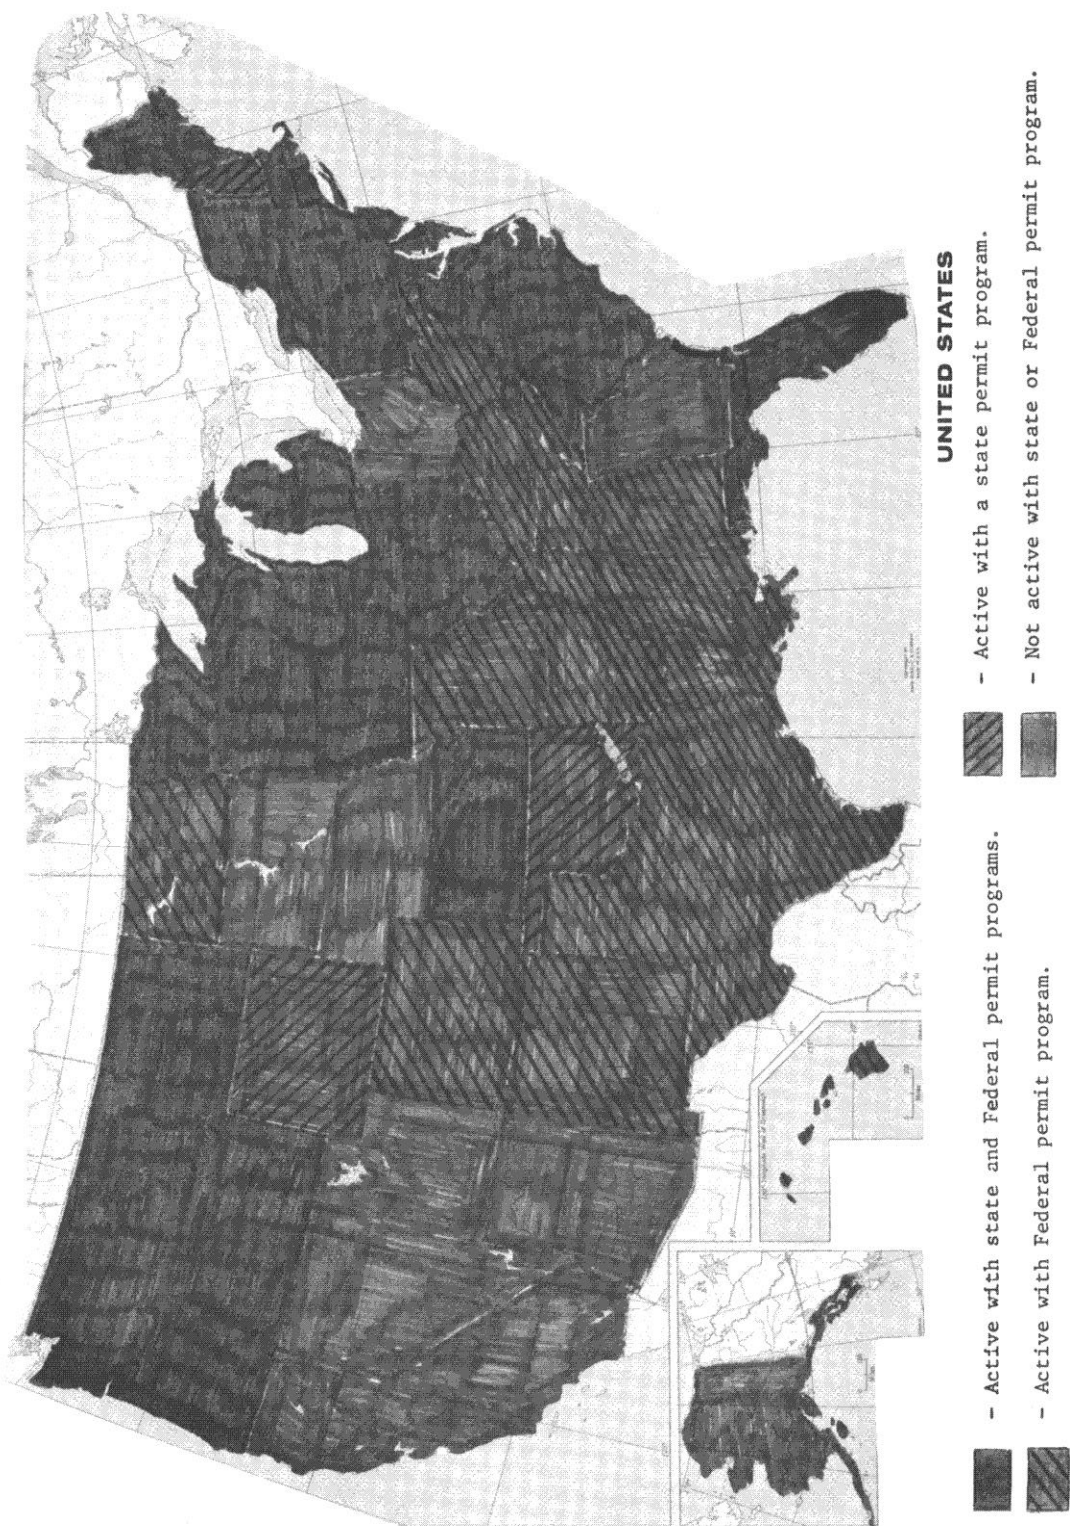 UNITED STATES
- Active with state and Federal permit programs.
- Active with a state permit program.
- Active with Federal permit program.
- Not active with state or Federal permit program.